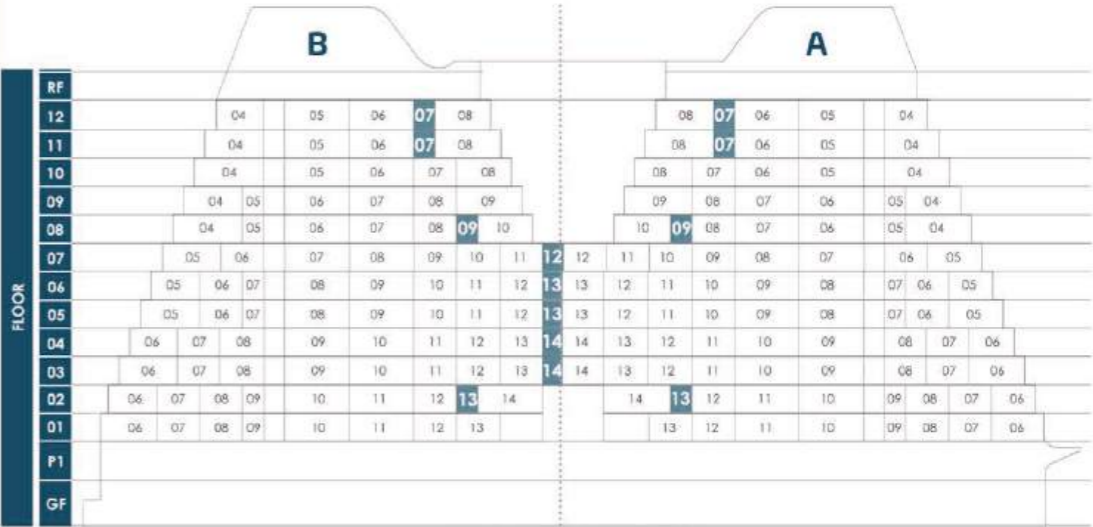 B A
RF
12 04 05 06 07 08 08 07 06 05 04
11 04 05 06 07 08 08 07 06 05 04
10 04 05 06 07 08 08 07 06 05 04
09 04 05 06 07 08 09 09 08 07 06 05 04
08 04 05 06 07 08 09 10 10 09 08 07 06 05 04
07 05 06 07 08 09 10 11 12 12 11 10 09 08 07 06 05
06 05 06 07 08 09 10 11 12 13 13 12 11 10 09 08 07 06 05
05 05 06 07 08 09 10 11 12 13 13 12 11 10 09 08 07 06 05
04 06 07 08 09 10 11 12 13 14 14 13 12 11 10 09 08 07 06
03 06 07 08 09 10 11 12 13 14 14 13 12 11 10 09 08 07 06
02 06 07 08 09 10 11 12 13 14 14 13 12 11 10 09 08 07 06
01 06 07 08 09 10 11 12 13 13 12 11 10 09 08 07 06
P1
GF
FLOOR